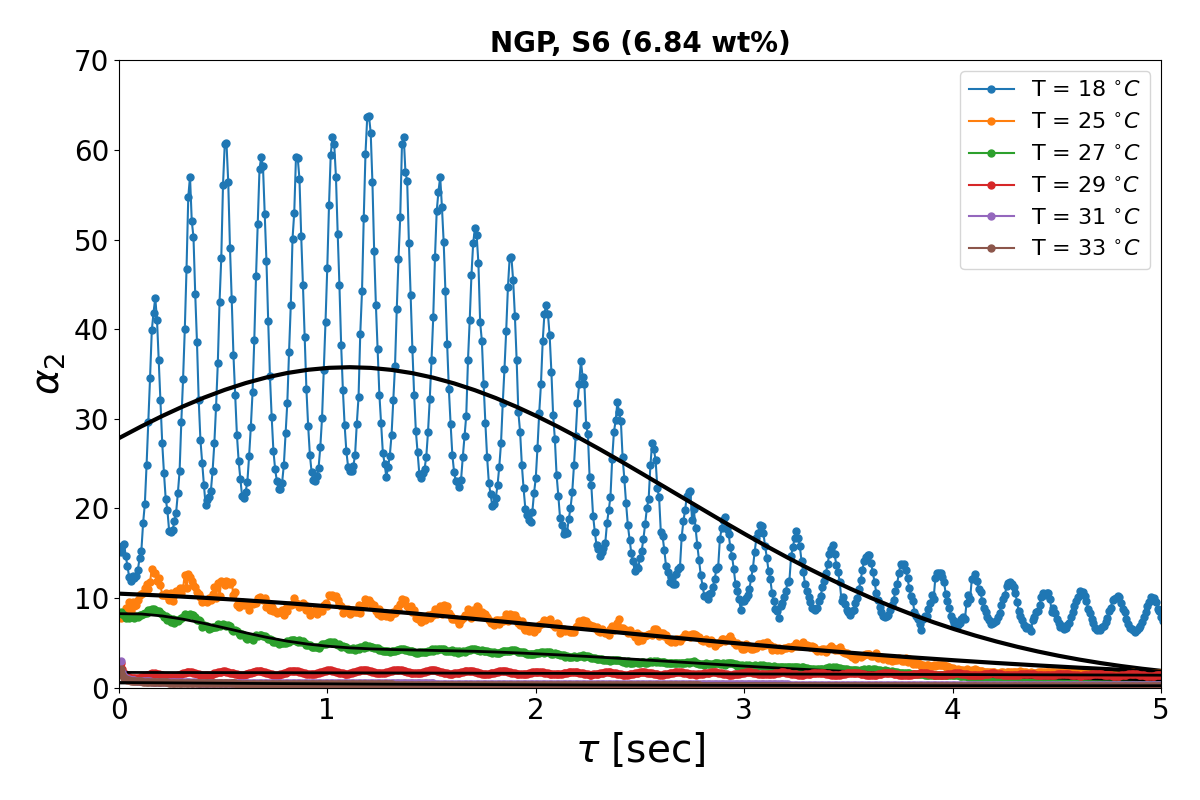 NGP, S6 (6.84 wt%)
70
60
50
40
30
20
10
0
α₂
T = 18 °C
T = 25 °C
T = 27 °C
T = 29 °C
T = 31 °C
T = 33 °C
0 1 2 3 4 5
τ [sec]